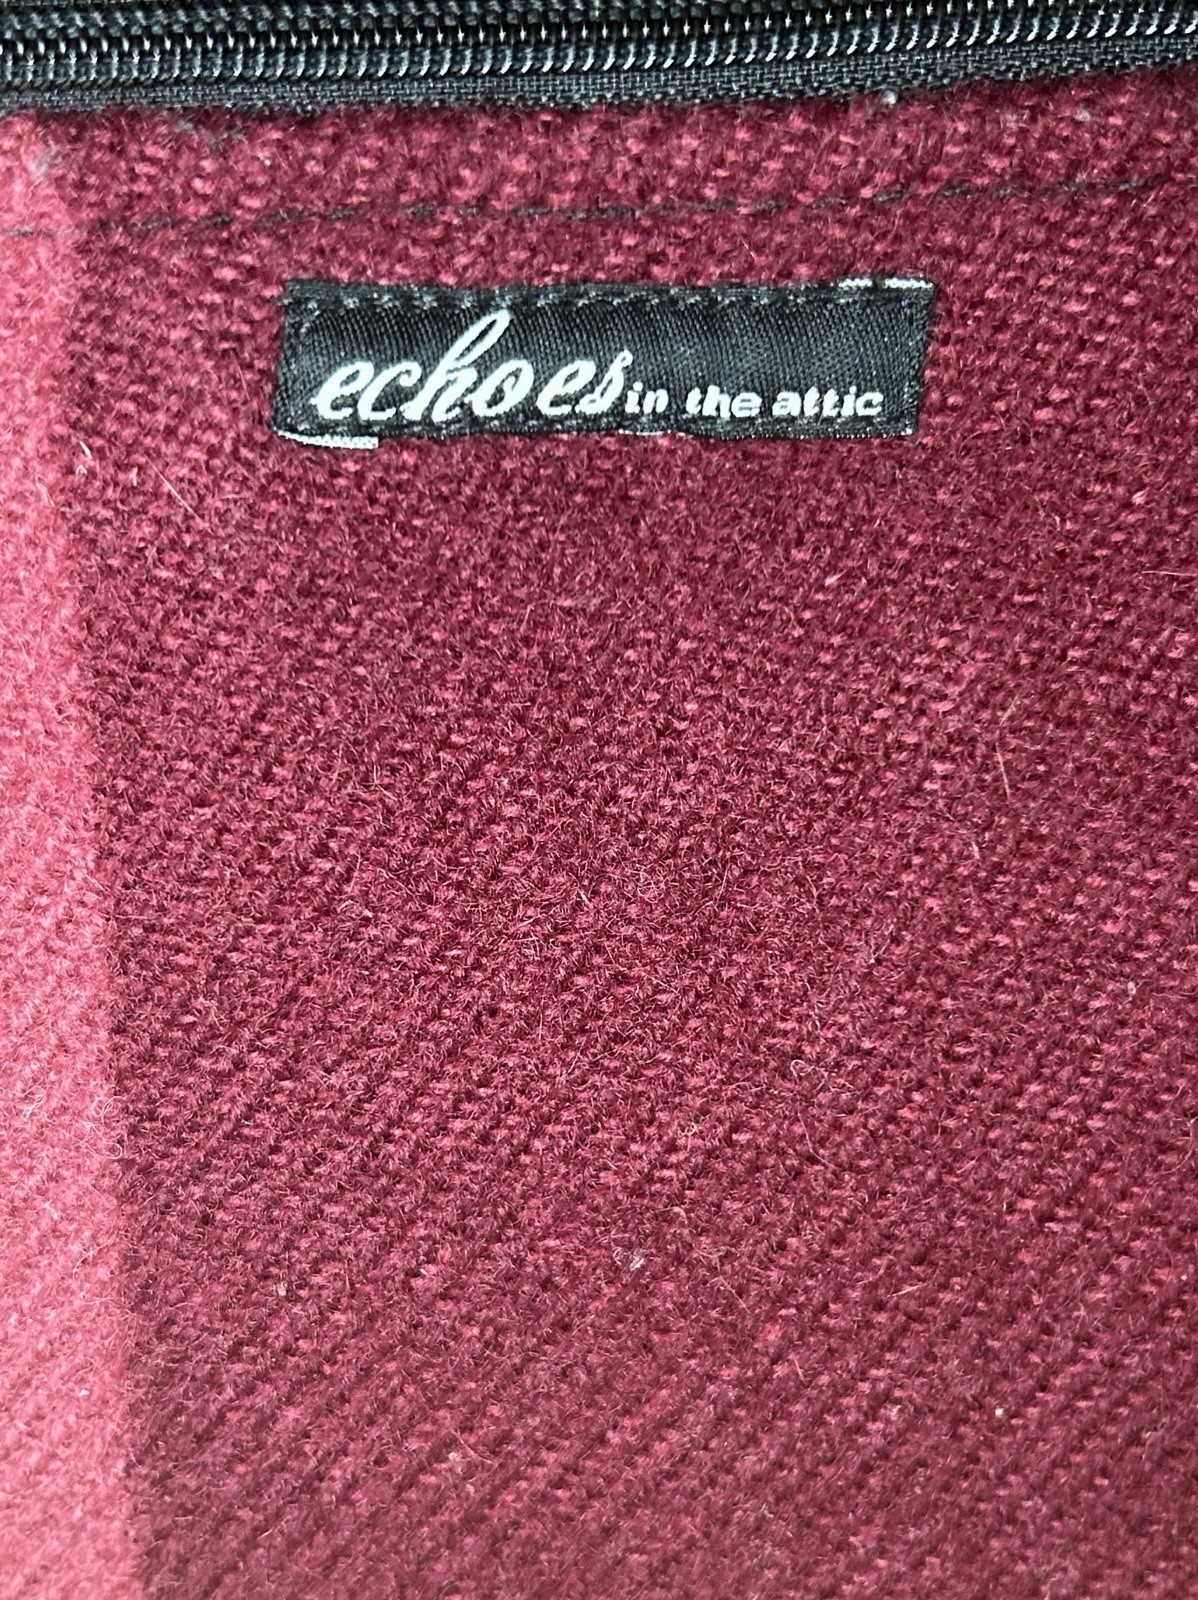 echoes in the attic